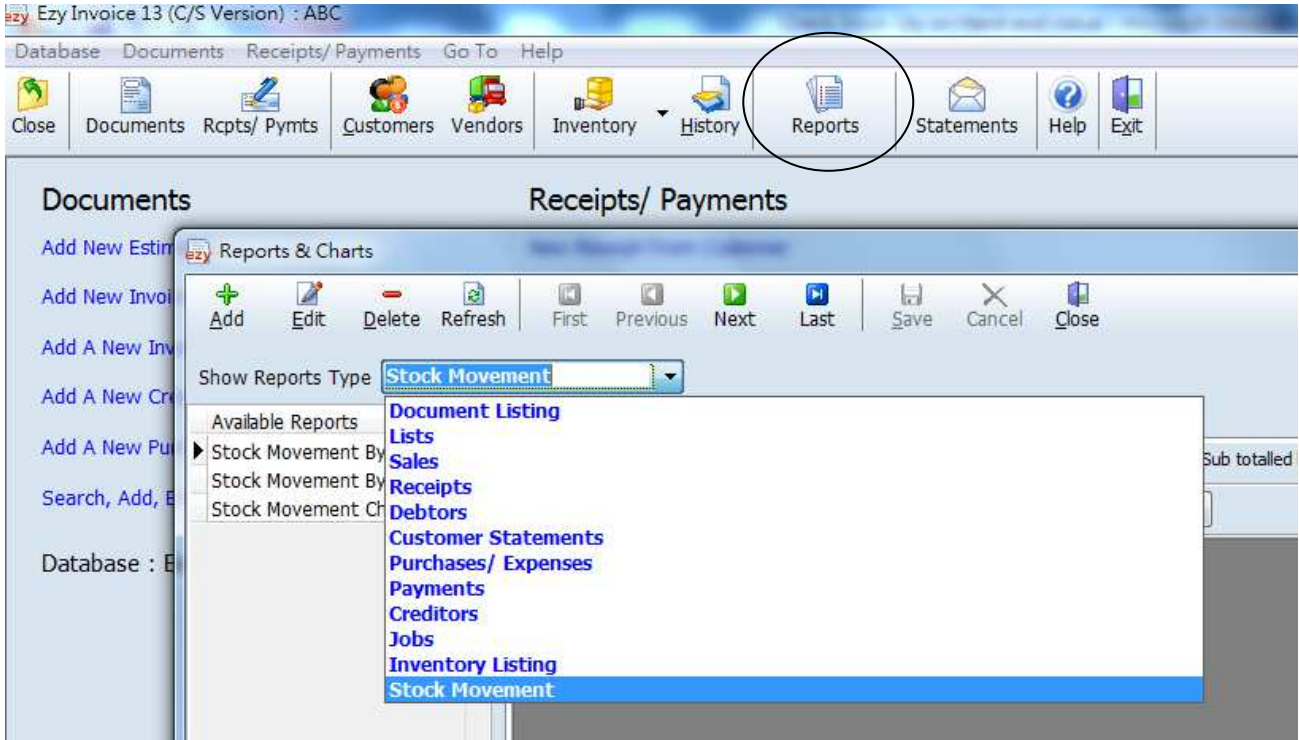 ezy Ezy Invoice 13 (C/S Version) : ABC
Database Documents Receipts/ Payments Go To Help
Close Documents Rcpts/ Pymts Customers Vendors Inventory History Reports Statements Help Exit
Documents Receipts/ Payments
Add New Estim
ezy Reports & Charts
Add New Invoi
Add Edit Delete Refresh First Previous Next Last Save Cancel Close
Add A New Inv
Show Reports Type Stock Movement
Add A New Cre
Available Reports
Document Listing
Lists
Add A New Pu
Stock Movement By
Sales
Sub totalled
Stock Movement By
Receipts
Search, Add, E
Stock Movement Ch
Debtors
Customer Statements
Database : E
Purchases/ Expenses
Payments
Creditors
Jobs
Inventory Listing
Stock Movement